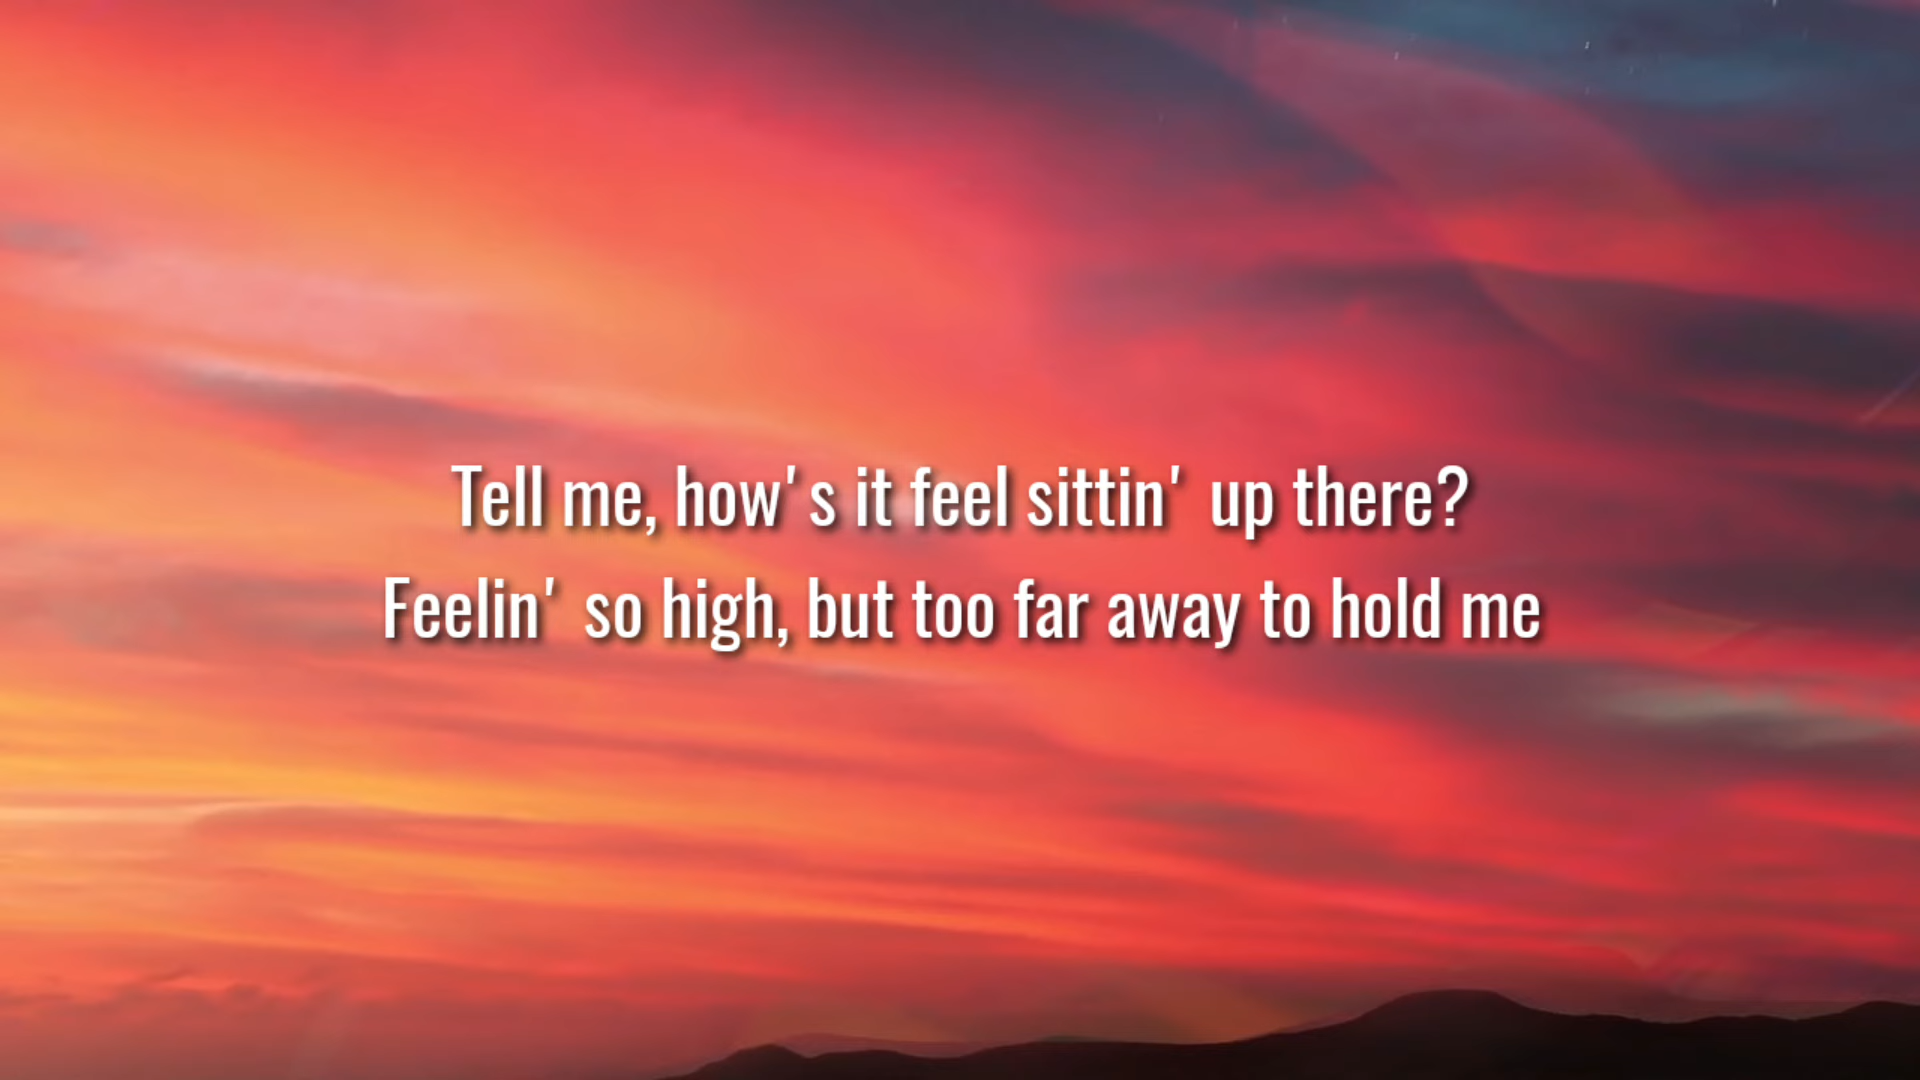 Tell me, how's it feel sittin' up there?
Feelin' so high, but too far away to hold me